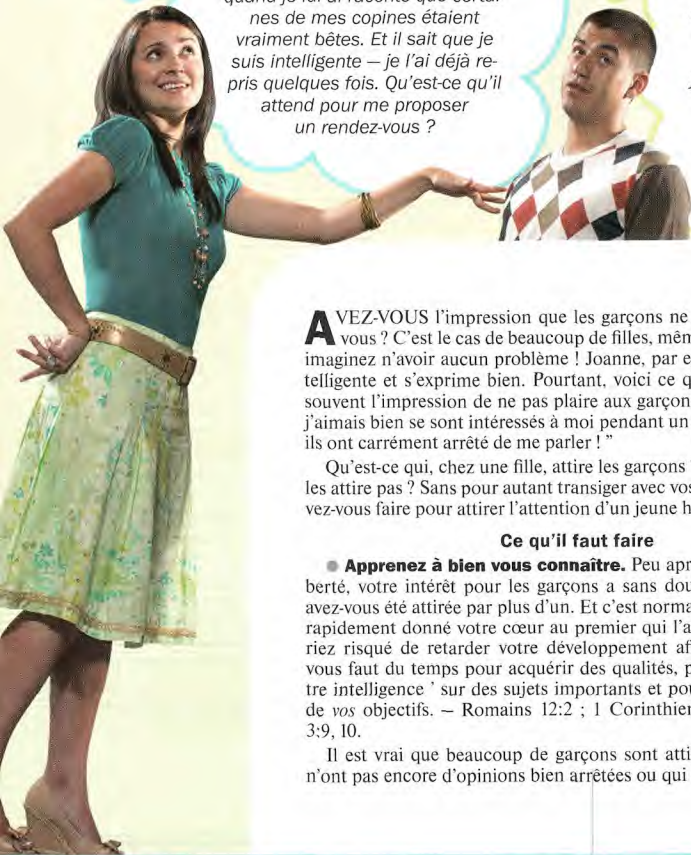 quand je lui ai raconté que certai-
nes de mes copines étaient
vraiment bêtes. Et il sait que je
suis intelligente — je l’ai déjà re-
pris quelques fois. Qu’est-ce qu’il
attend pour me proposer
un rendez-vous ?
AVEZ-VOUS l’impression que les garçons ne
vous ? C’est le cas de beaucoup de filles, mêm
imaginez n’avoir aucun problème ! Joanne, par e
telligente et s’exprime bien. Pourtant, voici ce q
souvent l’impression de ne pas plaire aux garçon
j’aimais bien se sont intéressés à moi pendant un
ils ont carrément arrêté de me parler ! ”
Qu’est-ce qui, chez une fille, attire les garçons
les attire pas ? Sans pour autant transiger avec vos
vez-vous faire pour attirer l’attention d’un jeune h
Ce qu’il faut faire
● Apprenez à bien vous connaître. Peu apr
berté, votre intérêt pour les garçons a sans dou
avez-vous été attirée par plus d’un. Et c’est norma
rapidement donné votre cœur au premier qui l’a
riez risqué de retarder votre développement af
vous faut du temps pour acquérir des qualités, p
tre intelligence ’ sur des sujets importants et pou
de vos objectifs. — Romains 12:2 ; 1 Corinthien
3:9, 10.
Il est vrai que beaucoup de garçons sont atti
n’ont pas encore d’opinions bien arrêtées ou qui